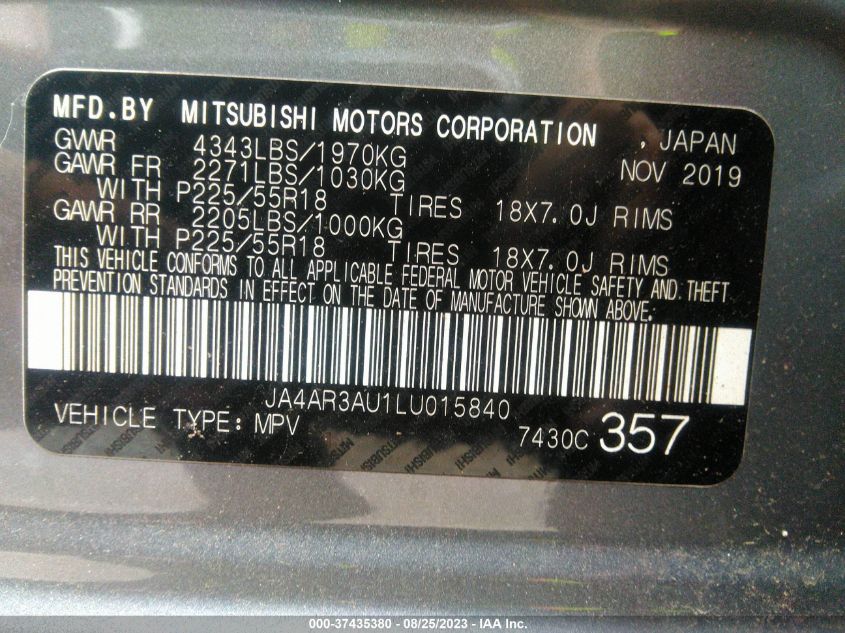 MFD.BY MITSUBISHI MOTORS CORPORATION , JAPAN
GVWR 4343LBS/1970KG NOV 2019
GAWR FR 2271LBS/1030KG
WITH P225/55R18 TIRES 18X7.0J RIMS
GAWR RR 2205LBS/1000KG
WITH P225/55R18 TIRES 18X7.0J RIMS
THIS VEHICLE CONFORMS TO ALL APPLICABLE FEDERAL MOTOR VEHICLE SAFETY AND THEFT
PREVENTION STANDARDS IN EFFECT ON THE DATE OF MANUFACTURE SHOWN ABOVE.
JA4AR3AU1LU015840
VEHICLE TYPE: MPV 7430C 357
000-37435380 - 08/25/2023 - IAA Inc.